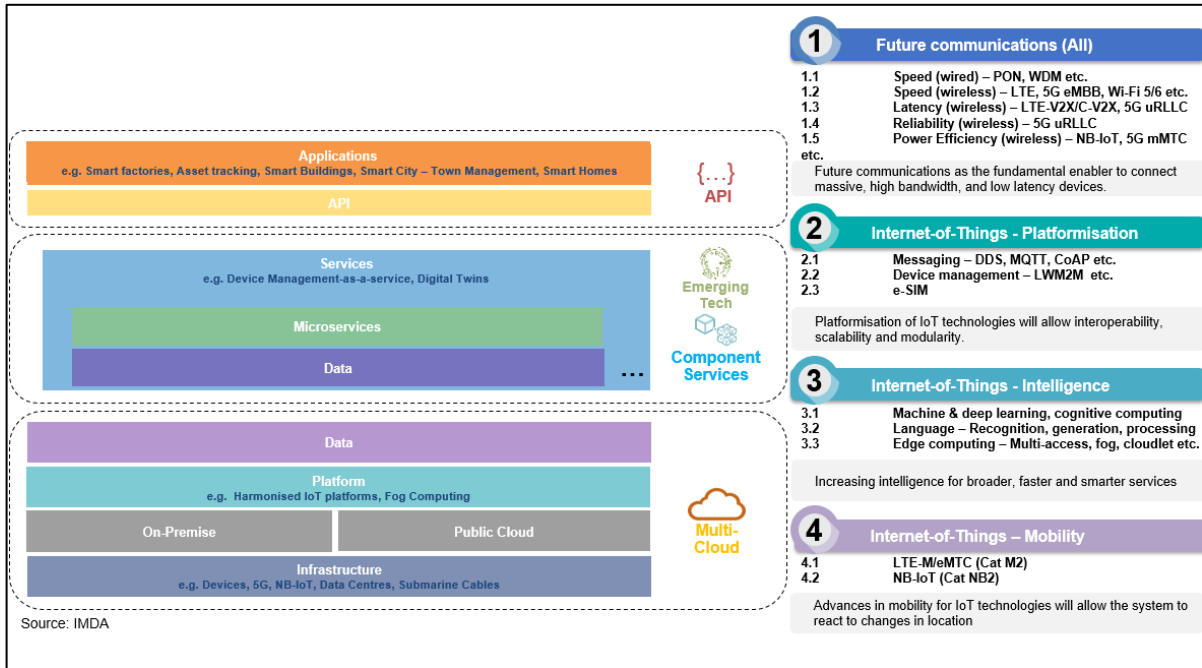 Applications
e.g. Smart factories, Asset tracking, Smart Buildings, Smart City – Town Management, Smart Homes
API
{...}
API
Services
e.g. Device Management-as-a-service, Digital Twins
Microservices
Data
...
Emerging
Tech
Component
Services
Data
Platform
e.g. Harmonised IoT platforms, Fog Computing
On-Premise
Public Cloud
Infrastructure
e.g. Devices, 5G, NB-IoT, Data Centres, Submarine Cables
Multi-
Cloud
Source: IMDA
1 Future communications (All)
1.1 Speed (wired) – PON, WDM etc.
1.2 Speed (wireless) – LTE, 5G eMBB, Wi-Fi 5/6 etc.
1.3 Latency (wireless) – LTE-V2X/C-V2X, 5G uRLLC
1.4 Reliability (wireless) – 5G uRLLC
1.5 Power Efficiency (wireless) – NB-IoT, 5G mMTC
etc.
Future communications as the fundamental enabler to connect
massive, high bandwidth, and low latency devices.
2 Internet-of-Things - Platformisation
2.1 Messaging – DDS, MQTT, CoAP etc.
2.2 Device management – LWM2M etc.
2.3 e-SIM
Platformisation of IoT technologies will allow interoperability,
scalability and modularity.
3 Internet-of-Things - Intelligence
3.1 Machine & deep learning, cognitive computing
3.2 Language – Recognition, generation, processing
3.3 Edge computing – Multi-access, fog, cloudlet etc.
Increasing intelligence for broader, faster and smarter services
4 Internet-of-Things – Mobility
4.1 LTE-M/eMTC (Cat M2)
4.2 NB-IoT (Cat NB2)
Advances in mobility for IoT technologies will allow the system to
react to changes in location